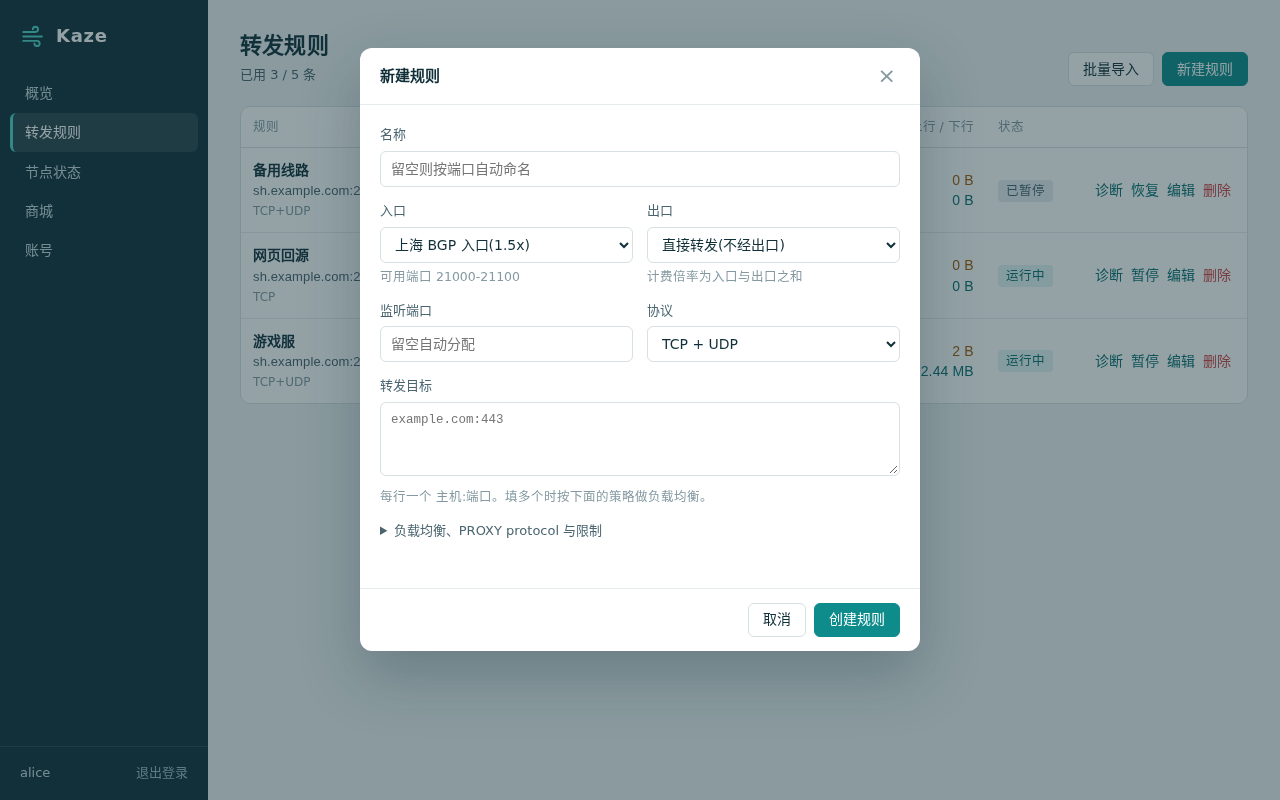 Kaze
概览
转发规则
节点状态
商城
账号
alice
退出登录
转发规则
已用 3 / 5 条
批量导入
新建规则
规则
行 / 下行
状态
备用线路
sh.example.com:2
TCP+UDP
0 B
0 B
已暂停
诊断 恢复 编辑 删除
网页回源
sh.example.com:2
TCP
0 B
0 B
运行中
诊断 暂停 编辑 删除
游戏服
sh.example.com:2
TCP+UDP
2 B
2.44 MB
运行中
诊断 暂停 编辑 删除
新建规则
名称
留空则按端口自动命名
入口
出口
上海 BGP 入口(1.5x)
直接转发(不经出口)
可用端口 21000-21100
计费倍率为入口与出口之和
监听端口
协议
留空自动分配
TCP + UDP
转发目标
example.com:443
每行一个 主机:端口。填多个时按下面的策略做负载均衡。
负载均衡、PROXY protocol 与限制
取消
创建规则